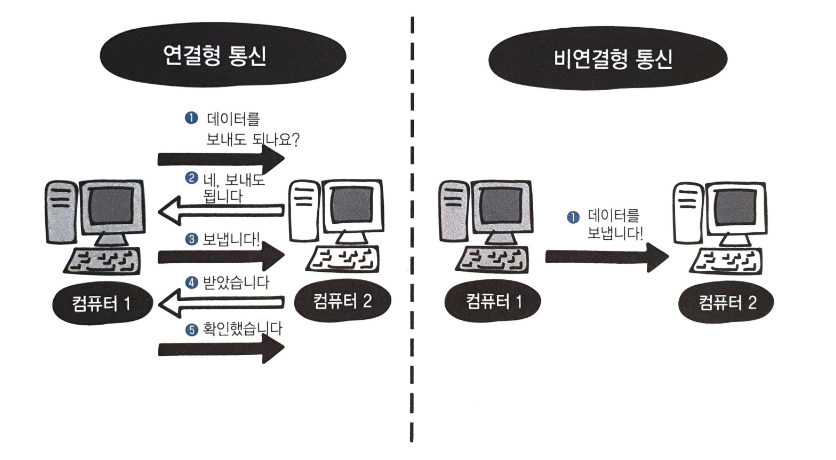 연결형 통신
❶ 데이터를
보내도 되나요?
❷ 네, 보내도
됩니다
❸ 보냅니다!
❹ 받았습니다
❺ 확인했습니다
컴퓨터 1
컴퓨터 2
비연결형 통신
❶ 데이터를
보냅니다!
컴퓨터 1
컴퓨터 2